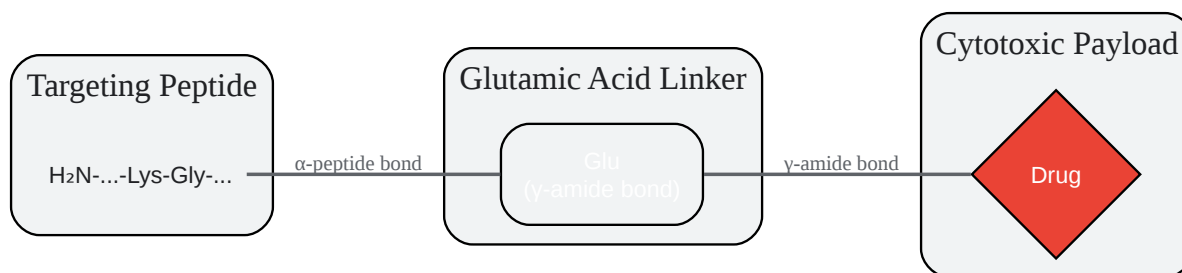 Targeting Peptide
H₂N-...-Lys-Gly-...
α-peptide bond
Glutamic Acid Linker
Glu
(γ-amide bond)
γ-amide bond
Cytotoxic Payload
Drug